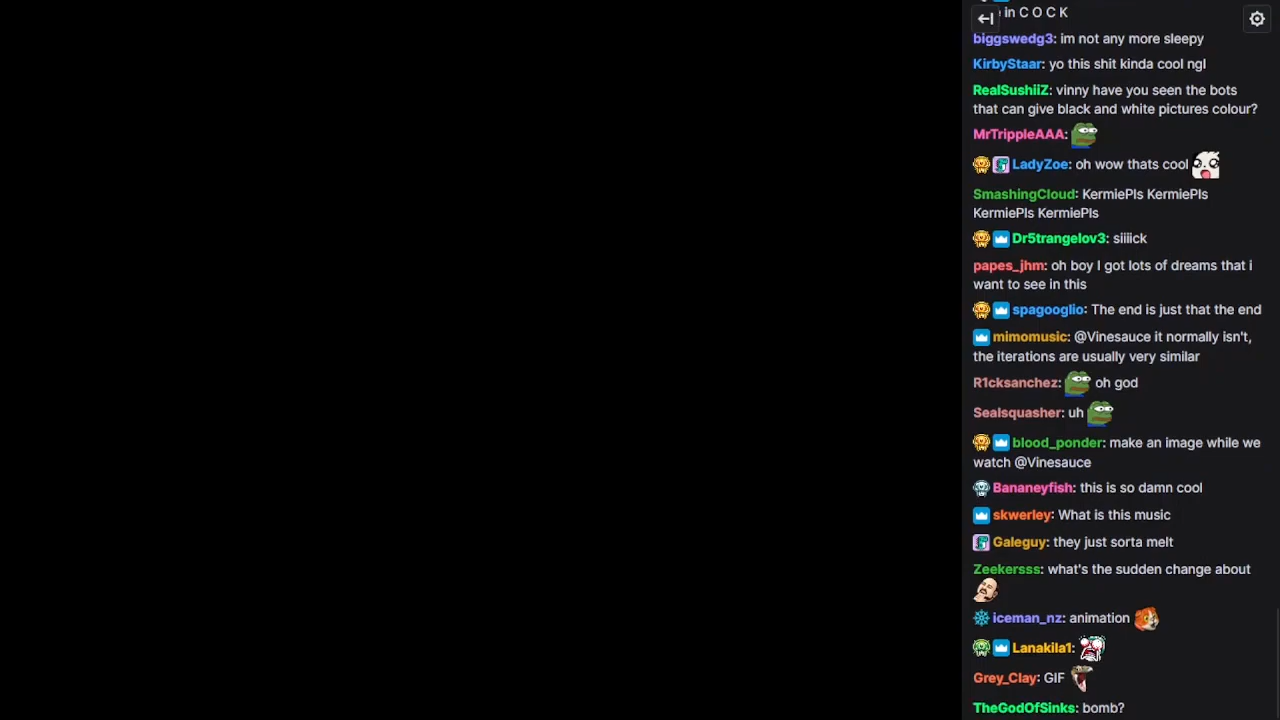 in C O C K
biggswedg3: im not any more sleepy
KirbyStaar: yo this shit kinda cool ngl
RealSushiiZ: vinny have you seen the bots
that can give black and white pictures colour?
MrTrippleAAA:
LadyZoe: oh wow thats cool
SmashingCloud: KermiePls KermiePls
KermiePls KermiePls
Dr5trangelov3: siiiick
papes_jhm: oh boy I got lots of dreams that i
want to see in this
spagooglio: The end is just that the end
mimomusic: @Vinesauce it normally isn't,
the iterations are usually very similar
R1cksanchez: oh god
Sealsquasher: uh
blood_ponder: make an image while we
watch @Vinesauce
Bananeyfish: this is so damn cool
skwerley: What is this music
Galeguy: they just sorta melt
Zeekersss: what's the sudden change about
iceman_nz: animation
Lanakila1:
Grey_Clay: GIF
TheGodOfSinks: bomb?